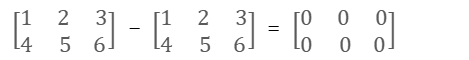 [1 2 3] − [1 2 3] = [0 0 0]
[4 5 6]   [4 5 6]   [0 0 0]